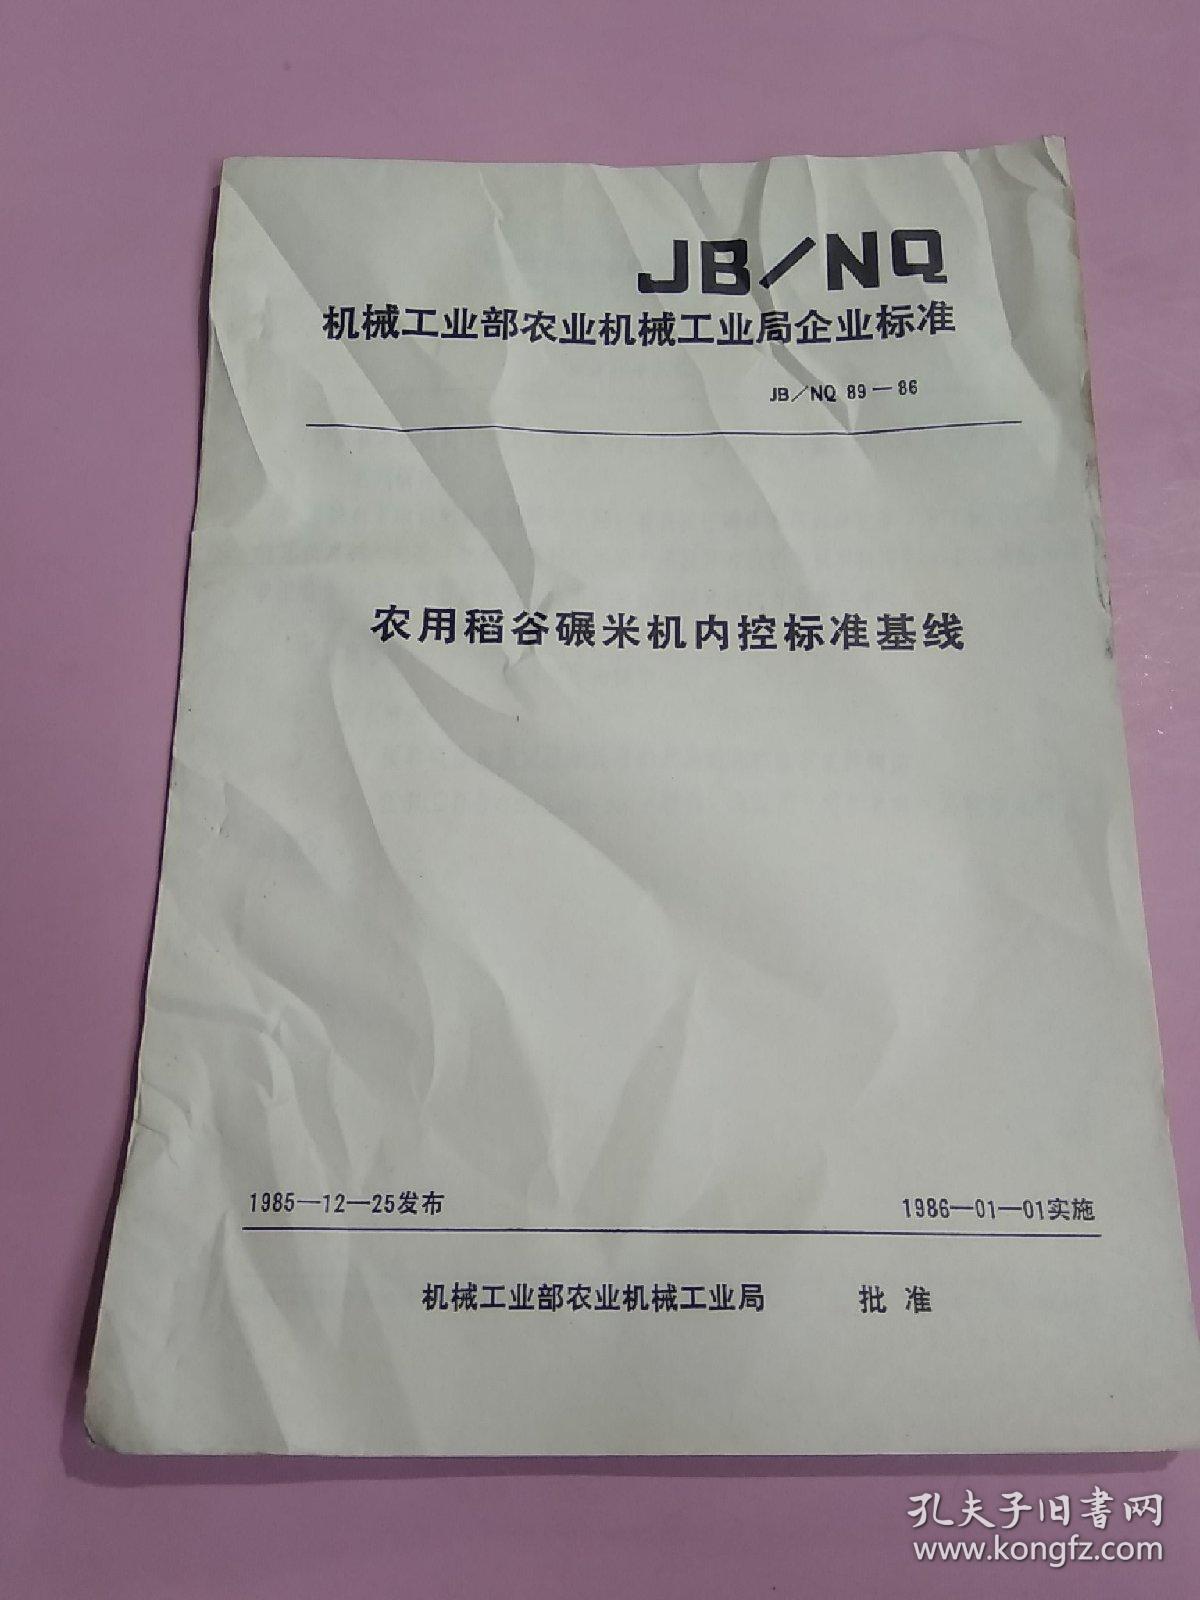 JB/NQ
机械工业部农业机械工业局企业标准
JB/NQ 89—86
农用稻谷碾米机内控标准基线
1985—12—25发布
1986—01—01实施
机械工业部农业机械工业局 批准
孔夫子旧书网
www.kongfz.com